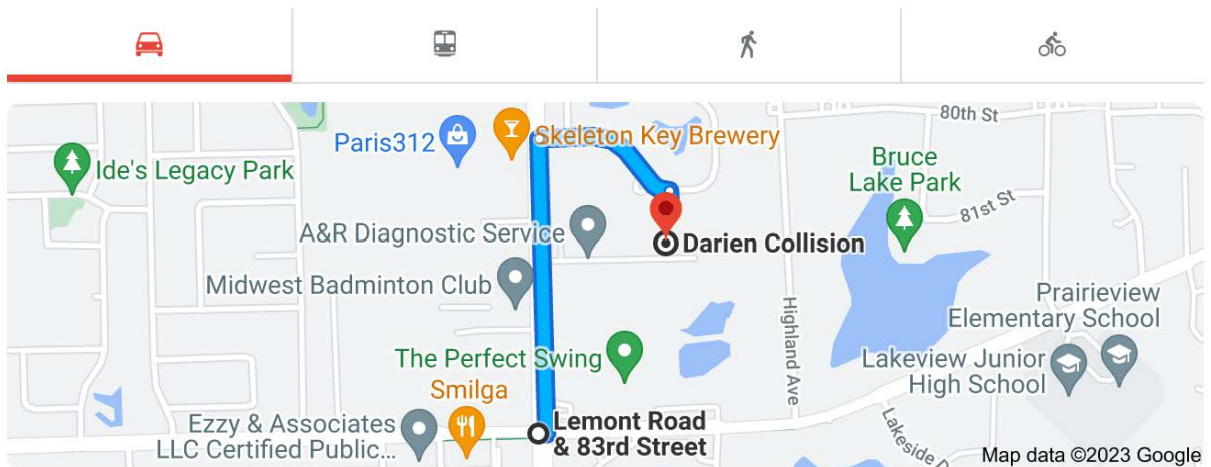 80th St
Paris312
Skeleton Key Brewery
Ide's Legacy Park
Bruce
Lake Park
81st St
A&R Diagnostic Service
Darien Collision
Midwest Badminton Club
Highland Ave
Prairieview
Elementary School
The Perfect Swing
Lakeview Junior
High School
Smilga
Ezzy & Associates
LLC Certified Public...
Lemont Road
& 83rd Street
Lakeside D
Map data ©2023 Google